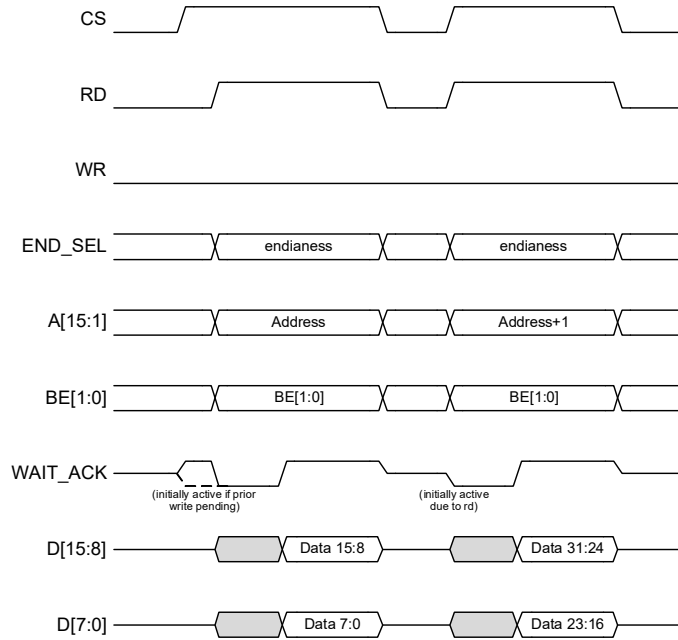 CS
RD
WR
END_SEL endianess endianess
A[15:1] Address Address+1
BE[1:0] BE[1:0] BE[1:0]
WAIT_ACK
(initially active if prior (initially active
write pending) due to rd)
D[15:8] Data 15:8 Data 31:24
D[7:0] Data 7:0 Data 23:16